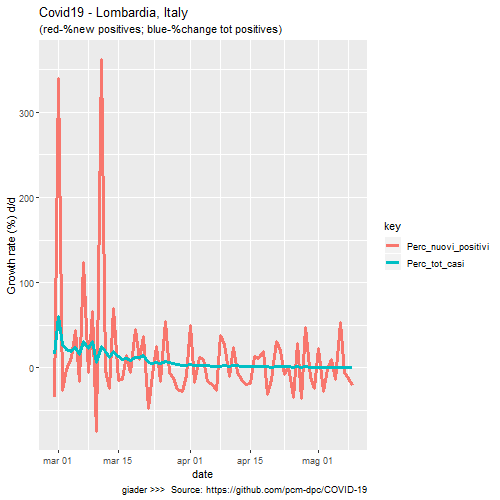 Covid19 - Lombardia, Italy
(red-%new positives; blue-%change tot positives)
Growth rate (%) d/d
300
200
100
0
mar 01 mar 15 apr 01 apr 15 mag 01
date
key
Perc_nuovi_positivi
Perc_tot_casi
giader >>> Source: https://github.com/pcm-dpc/COVID-19